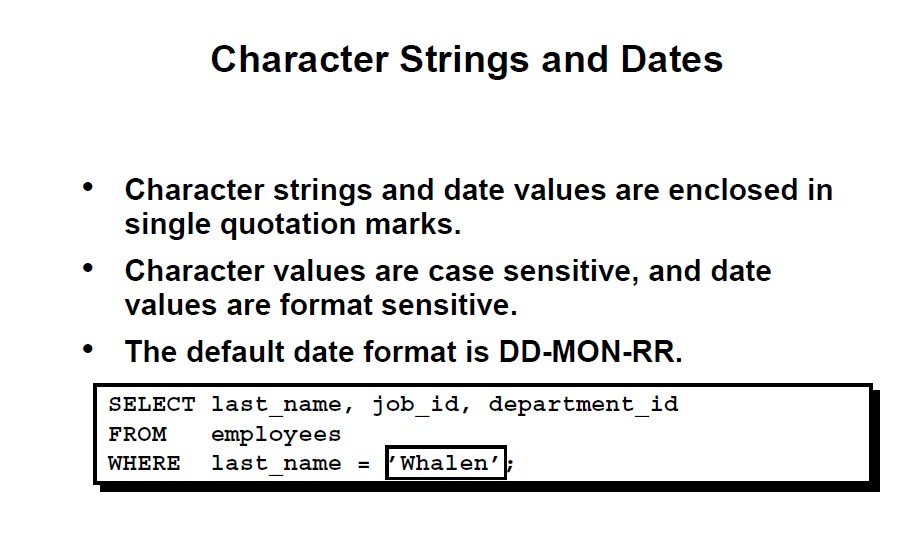 Character Strings and Dates
• Character strings and date values are enclosed in
single quotation marks.
• Character values are case sensitive, and date
values are format sensitive.
• The default date format is DD-MON-RR.
SELECT last_name, job_id, department_id
FROM   employees
WHERE  last_name = ’Whalen’;